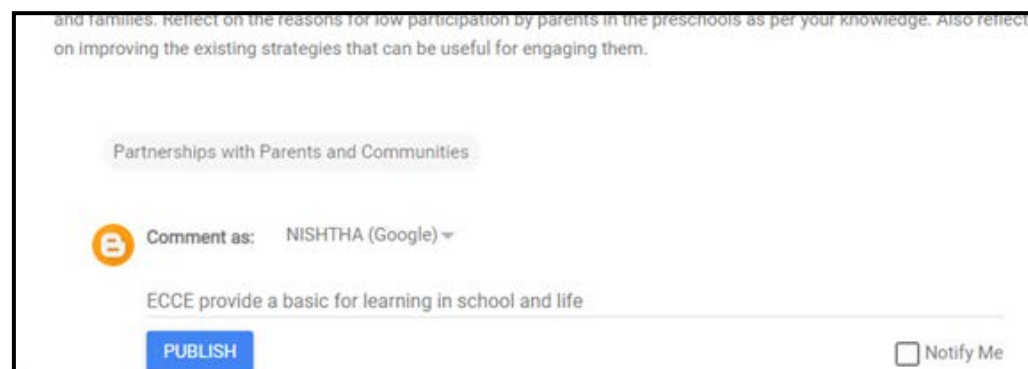 and families. Reflect on the reasons for low participation by parents in the preschools as per your knowledge. Also reflect
on improving the existing strategies that can be useful for engaging them.
Partnerships with Parents and Communities
Comment as: NISHTHA (Google)
ECCE provide a basic for learning in school and life
PUBLISH Notify Me